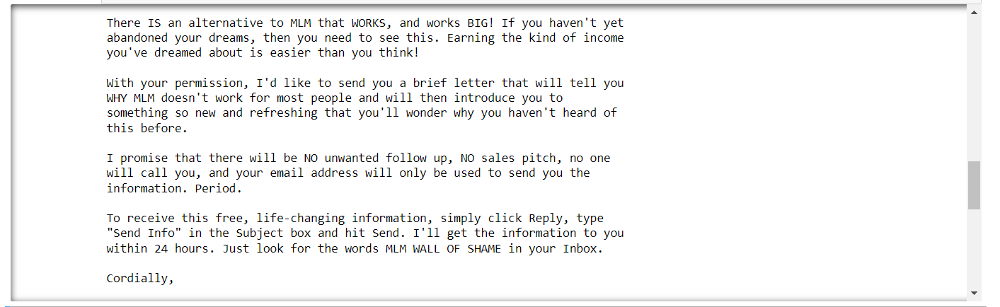 There IS an alternative to MLM that WORKS, and works BIG! If you haven't yet
abandoned your dreams, then you need to see this. Earning the kind of income
you've dreamed about is easier than you think!
With your permission, I'd like to send you a brief letter that will tell you
WHY MLM doesn't work for most people and will then introduce you to
something so new and refreshing that you'll wonder why you haven't heard of
this before.
I promise that there will be NO unwanted follow up, NO sales pitch, no one
will call you, and your email address will only be used to send you the
information. Period.
To receive this free, life-changing information, simply click Reply, type
"Send Info" in the Subject box and hit Send. I'll get the information to you
within 24 hours. Just look for the words MLM WALL OF SHAME in your Inbox.
Cordially,